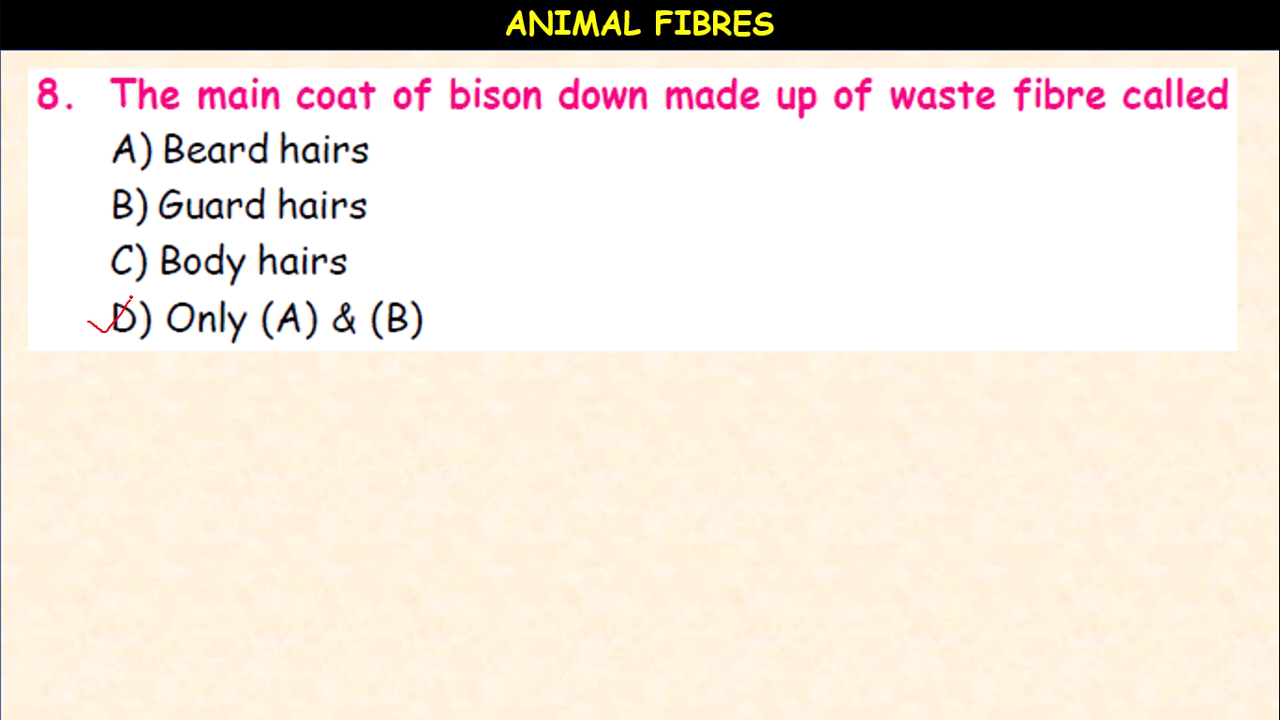 ANIMAL FIBRES
8. The main coat of bison down made up of waste fibre called
A) Beard hairs
B) Guard hairs
C) Body hairs
D) Only (A) & (B)